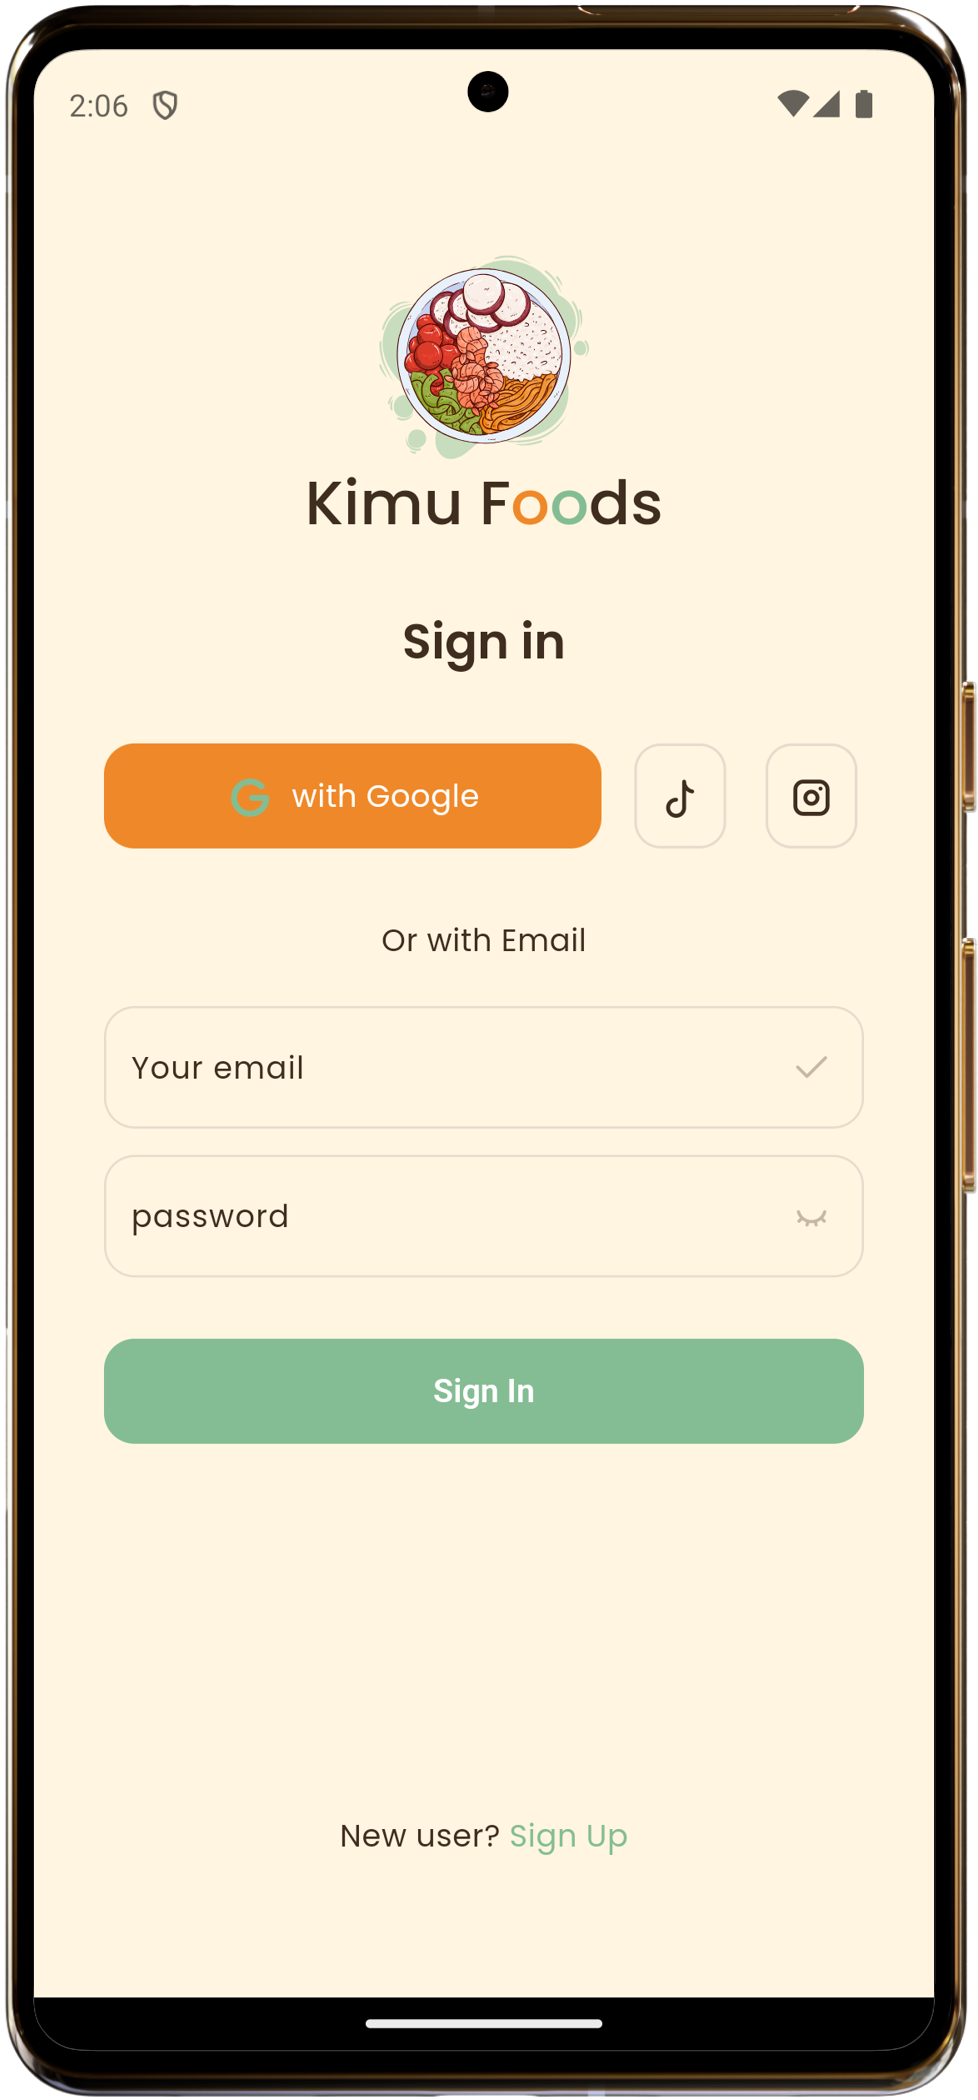 2:06
Kimu Foods
Sign in
G with Google
Or with Email
Your email
password
Sign In
New user? Sign Up